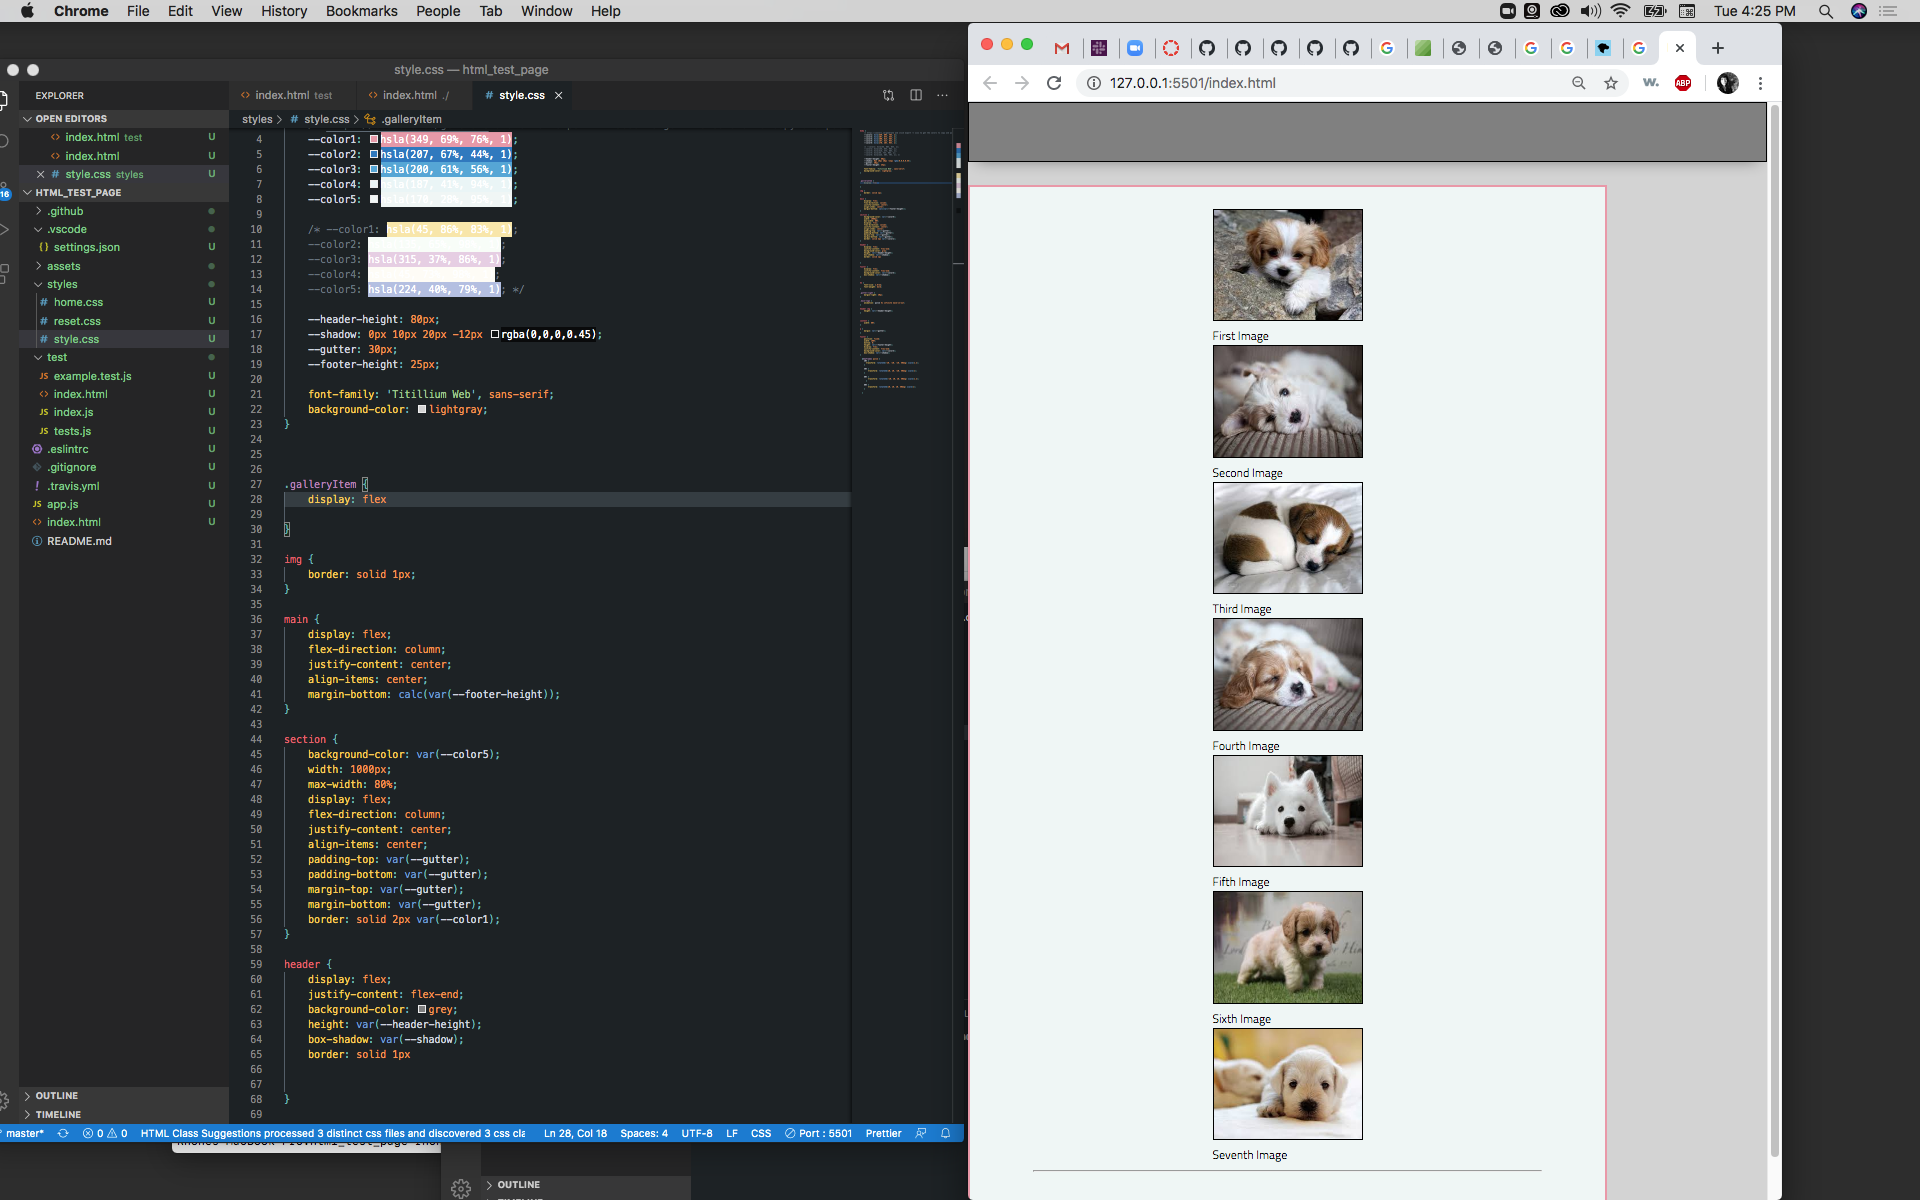 Chrome File Edit View History Bookmarks People Tab Window Help
Tue 4:25 PM
style.css — html_test_page
EXPLORER
OPEN EDITORS
index.html test U
index.html U
style.css styles U
HTML_TEST_PAGE
.github
.vscode
{} settings.json U
assets
styles
# home.css U
# reset.css U
# style.css U
test
JS example.test.js U
index.html U
JS index.js U
JS tests.js U
.eslintrc U
.gitignore U
! .travis.yml U
JS app.js U
index.html U
README.md
OUTLINE
TIMELINE
16
index.html test
index.html ./
# style.css
styles > # style.css > .galleryItem
4 --color1: hsla(349, 69%, 76%, 1);
5 --color2: hsla(207, 67%, 44%, 1);
6 --color3: hsla(200, 61%, 56%, 1);
7 --color4:
8 --color5:
9
10 /* --color1: hsla(45, 86%, 83%, 1);
11 --color2: ;
12 --color3: hsla(315, 37%, 86%, 1);
13 --color4: ;
14 --color5: hsla(224, 40%, 79%, 1); */
15
16 --header-height: 80px;
17 --shadow: 0px 10px 20px -12px rgba(0,0,0,0.45);
18 --gutter: 30px;
19 --footer-height: 25px;
20
21 font-family: 'Titillium Web', sans-serif;
22 background-color: lightgray;
23 }
24
25
26
27 .galleryItem {
28 display: flex
29
30 }
31
32 img {
33 border: solid 1px;
34 }
35
36 main {
37 display: flex;
38 flex-direction: column;
39 justify-content: center;
40 align-items: center;
41 margin-bottom: calc(var(--footer-height));
42 }
43
44 section {
45 background-color: var(--color5);
46 width: 1000px;
47 max-width: 80%;
48 display: flex;
49 flex-direction: column;
50 justify-content: center;
51 align-items: center;
52 padding-top: var(--gutter);
53 padding-bottom: var(--gutter);
54 margin-top: var(--gutter);
55 margin-bottom: var(--gutter);
56 border: solid 2px var(--color1);
57 }
58
59 header {
60 display: flex;
61 justify-content: flex-end;
62 background-color: grey;
63 height: var(--header-height);
64 box-shadow: var(--shadow);
65 border: solid 1px
66
67
68 }
69
master* 0 0 HTML Class Suggestions processed 3 distinct css files and discovered 3 css cla Ln 28, Col 18 Spaces: 4 UTF-8 LF CSS Port : 5501 Prettier
OUTLINE
127.0.0.1:5501/index.html
ABP
First Image
Second Image
Third Image
Fourth Image
Fifth Image
Sixth Image
Seventh Image